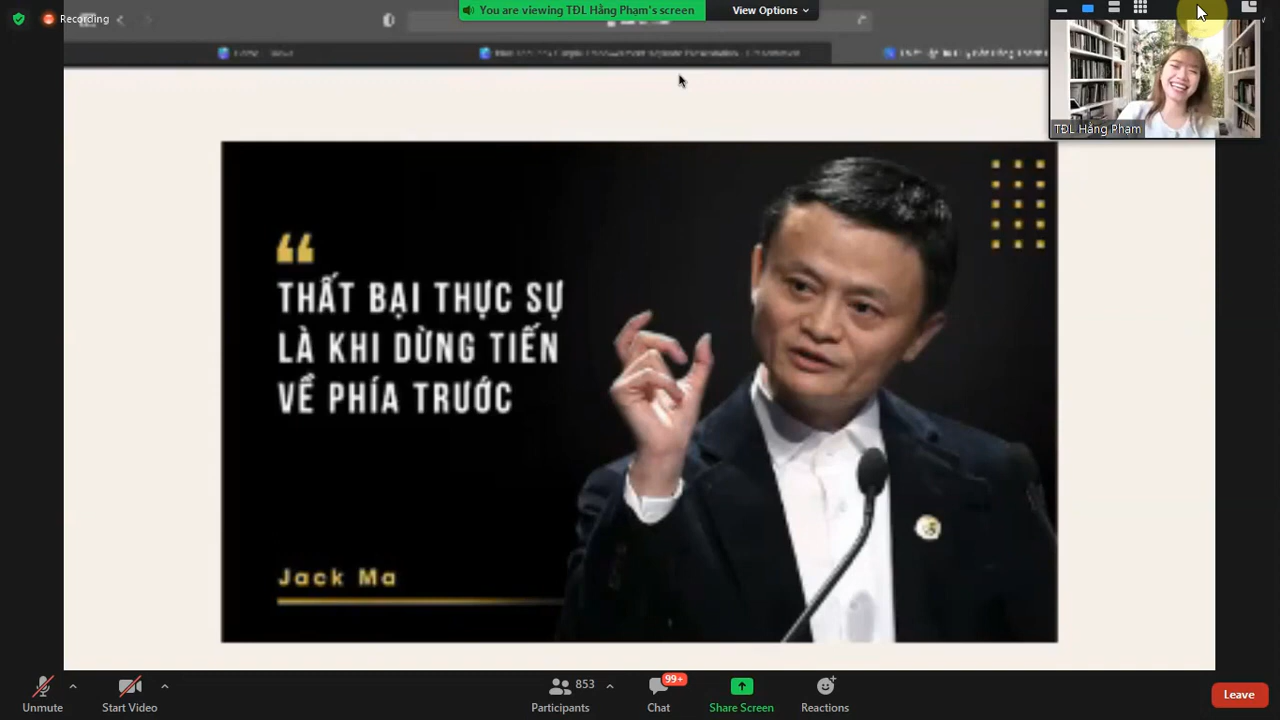 Recording
You are viewing TĐL Hằng Phạm's screen
View Options
TĐL Hằng Phạm
THẤT BẠI THỰC SỰ
LÀ KHI DỪNG TIẾN
VỀ PHÍA TRƯỚC
Jack Ma
Unmute
Start Video
853
Participants
99+
Chat
Share Screen
Reactions
Leave